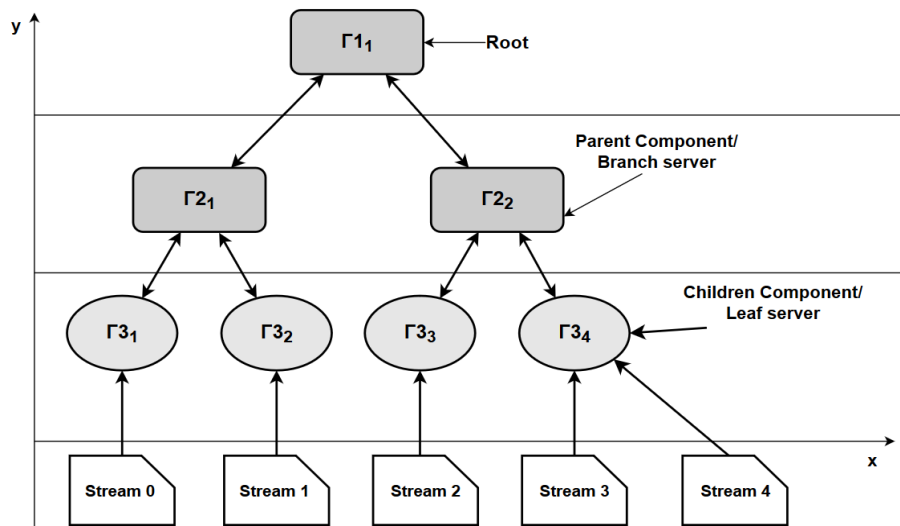 y
Γ1₁
Root
Parent Component/
Branch server
Γ2₁
Γ2₂
Children Component/
Leaf server
Γ3₁
Γ3₂
Γ3₃
Γ3₄
x
Stream 0
Stream 1
Stream 2
Stream 3
Stream 4